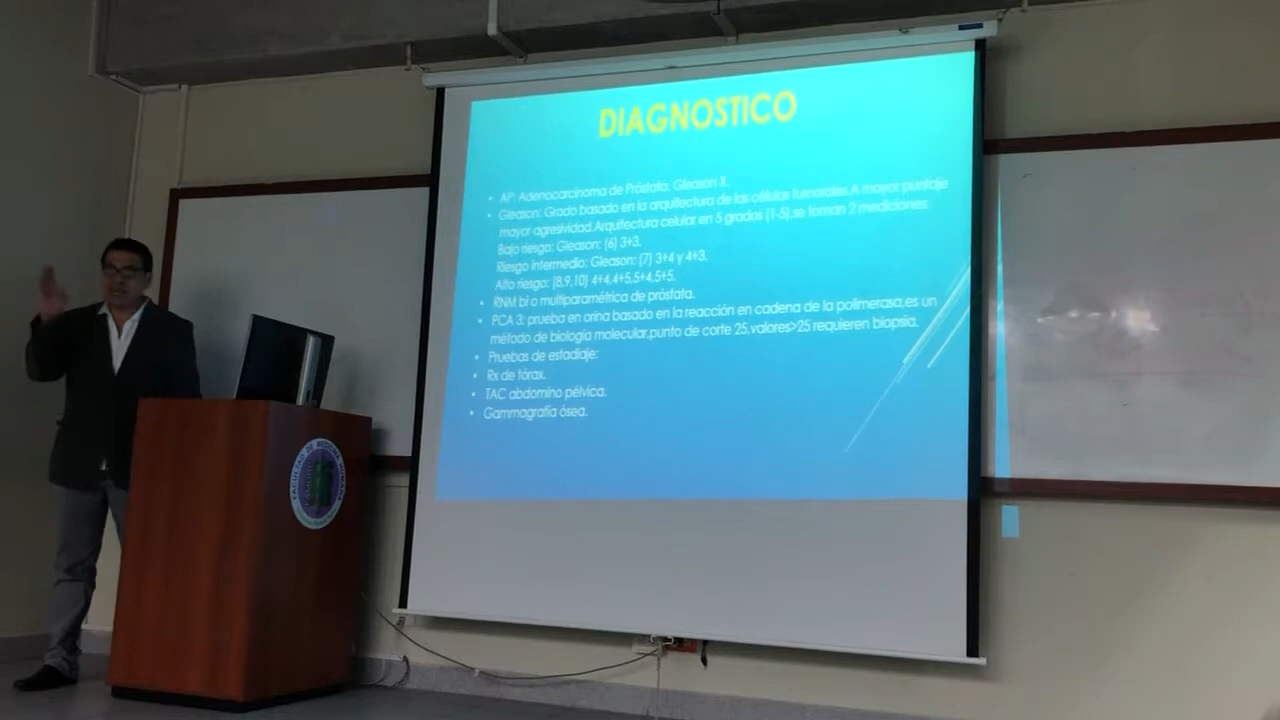 DIAGNOSTICO
• AP: Adenocarcinoma de Próstata: Gleason X.
• Gleason: Grado basado en la arquitectura de las células tumorales.A mayor puntaje
mayor agresividad.Arquitectura celular en 5 grados (1-5),se toman 2 mediciones:
Bajo riesgo: Gleason: (6) 3+3.
Riesgo intermedio: Gleason: (7) 3+4 y 4+3.
Alto riesgo: (8,9,10) 4+4,4+5,5+4,5+5.
• RNM bi o multiparamétrica de próstata.
• PCA 3: prueba en orina basado en la reacción en cadena de la polimerasa,es un
método de biología molecular,punto de corte 25,valores>25 requieren biopsia.
• Pruebas de estadiaje:
• Rx de tórax.
• TAC abdomino pélvica.
• Gammagrafía ósea.
FACULTAD DE MEDICINA HUMANA